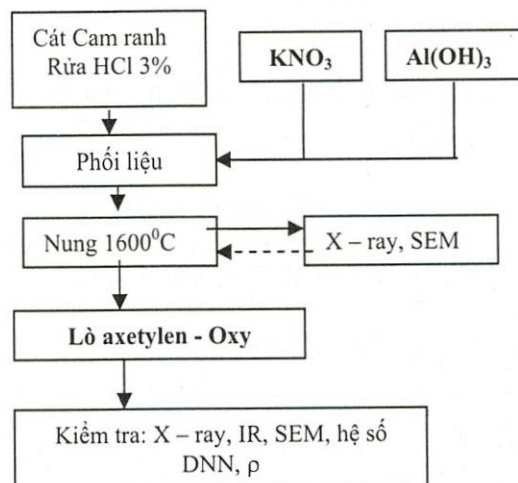 Cát Cam ranh
Rửa HCl 3%
KNO₃
Al(OH)₃
Phối liệu
Nung 1600⁰C
X – ray, SEM
Lò axetylen - Oxy
Kiểm tra: X – ray, IR, SEM, hệ số
DNN, ρ